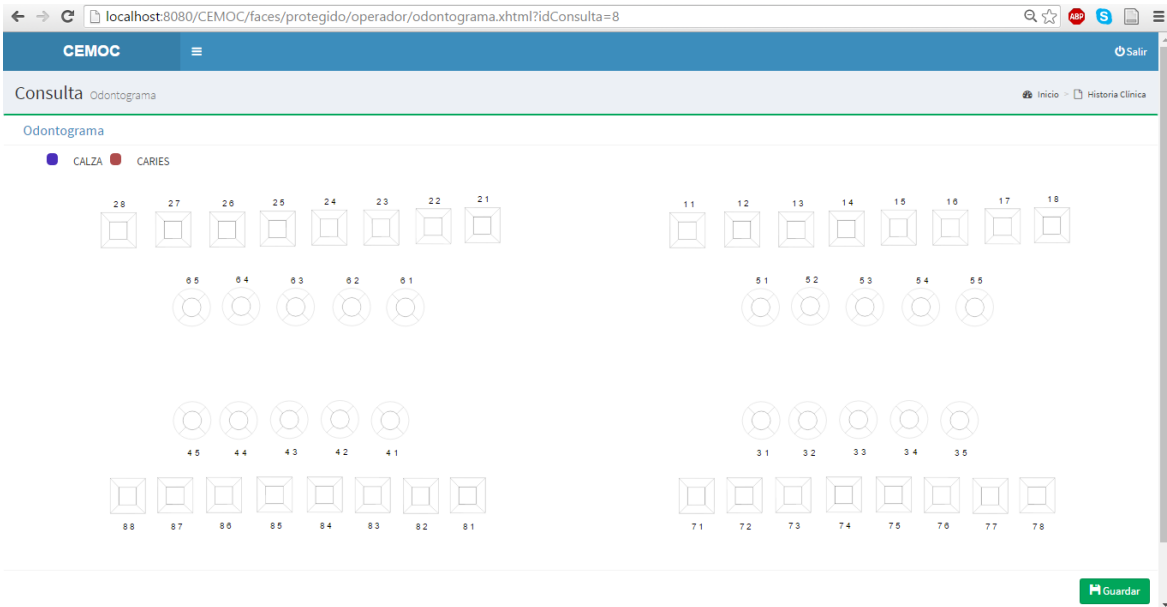 localhost:8080/CEMOC/faces/protegido/operador/odontograma.xhtml?idConsulta=8 ABP S
CEMOC Salir
Consulta Odontograma Inicio > Historia Clínica
Odontograma
CALZA CARIES
28 27 26 25 24 23 22 21 11 12 13 14 15 16 17 18
65 64 63 62 61 51 52 53 54 55
45 44 43 42 41 31 32 33 34 35
88 87 86 85 84 83 82 81 71 72 73 74 75 76 77 78
Guardar